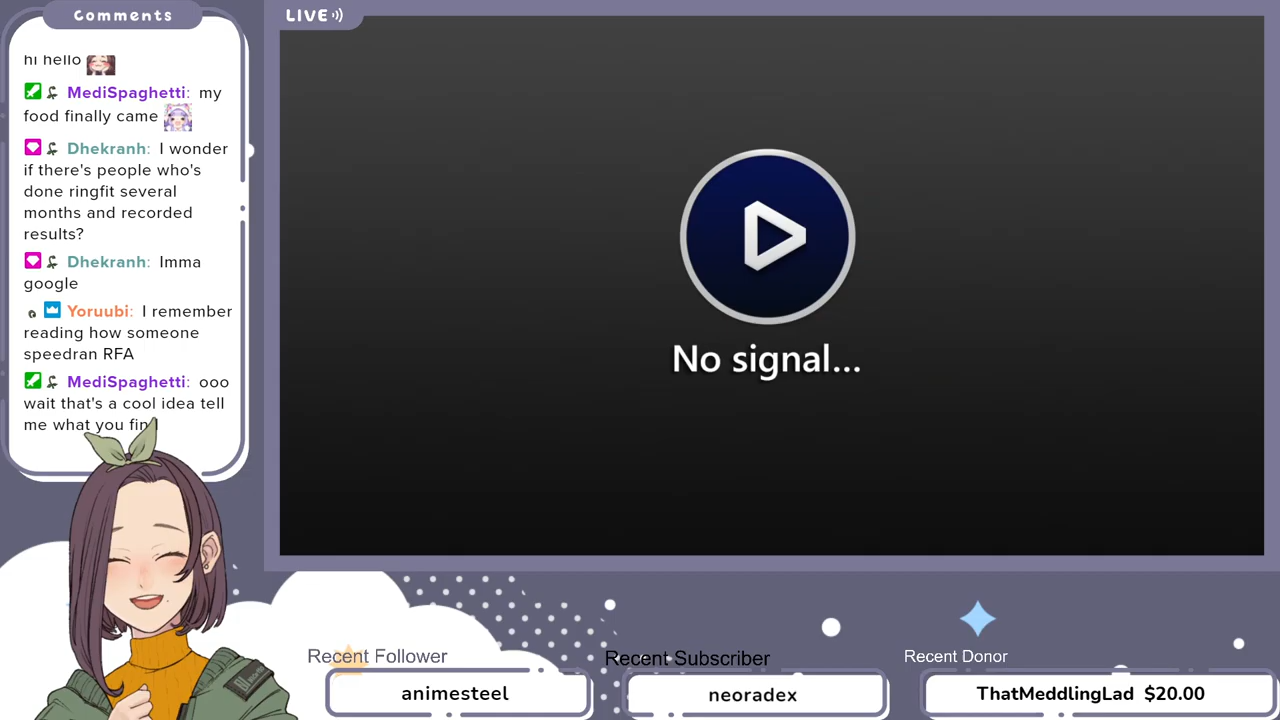 Comments
LIVE
hi hello
MediSpaghetti: my
food finally came
Dhekranh: I wonder
if there's people who's
done ringfit several
months and recorded
results?
Dhekranh: Imma
google
Yoruubi: I remember
reading how someone
speedran RFA
MediSpaghetti: ooo
wait that's a cool idea tell
me what you find
No signal...
Recent Follower
animesteel
Recent Subscriber
neoradex
Recent Donor
ThatMeddlingLad $20.00